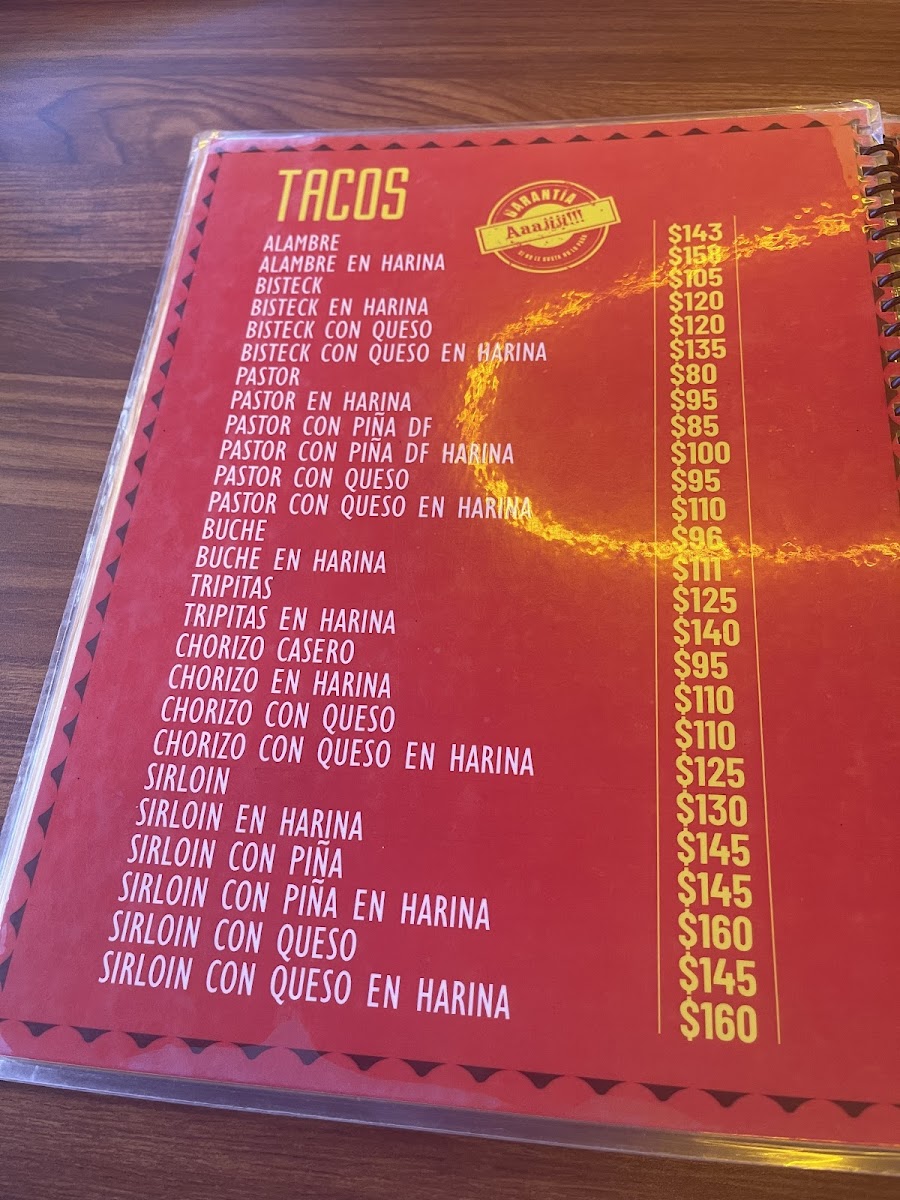 TACOS
GARANTÍA
Aaajiji!!!
ALAMBRE $143
ALAMBRE EN HARINA $158
BISTECK $105
BISTECK EN HARINA $120
BISTECK CON QUESO $120
BISTECK CON QUESO EN HARINA $135
PASTOR $80
PASTOR EN HARINA $95
PASTOR CON PIÑA DF $85
PASTOR CON PIÑA DF HARINA $100
PASTOR CON QUESO $95
PASTOR CON QUESO EN HARINA $110
BUCHE $96
BUCHE EN HARINA $111
TRIPITAS $125
TRIPITAS EN HARINA $140
CHORIZO CASERO $95
CHORIZO EN HARINA $110
CHORIZO CON QUESO $110
CHORIZO CON QUESO EN HARINA $125
SIRLOIN $130
SIRLOIN EN HARINA $145
SIRLOIN CON PIÑA $145
SIRLOIN CON PIÑA EN HARINA $160
SIRLOIN CON QUESO $145
SIRLOIN CON QUESO EN HARINA $160